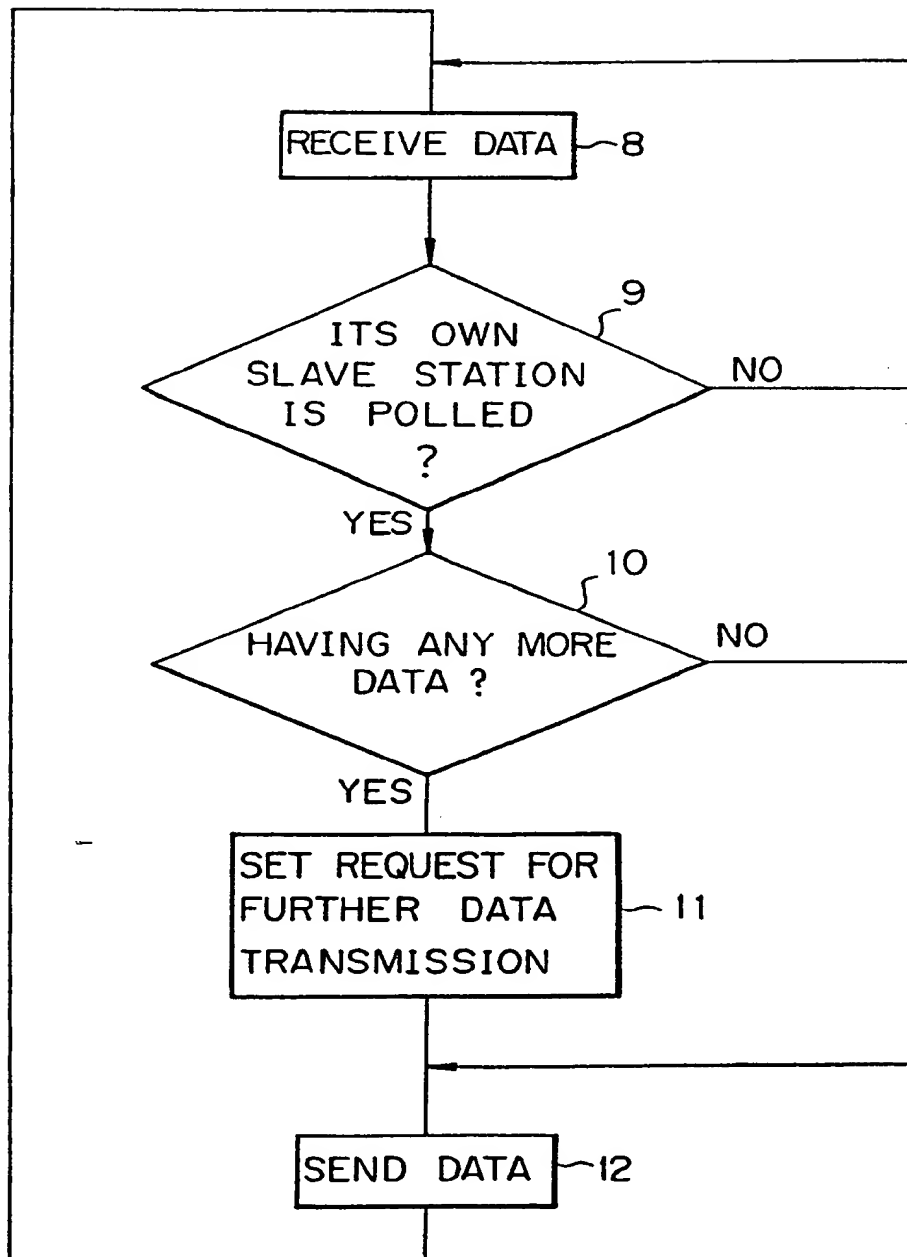 RECEIVE DATA
8
9
ITS OWN
SLAVE STATION
IS POLLED
?
NO
YES
10
HAVING ANY MORE
DATA ?
NO
YES
SET REQUEST FOR
FURTHER DATA
TRANSMISSION
11
SEND DATA
12